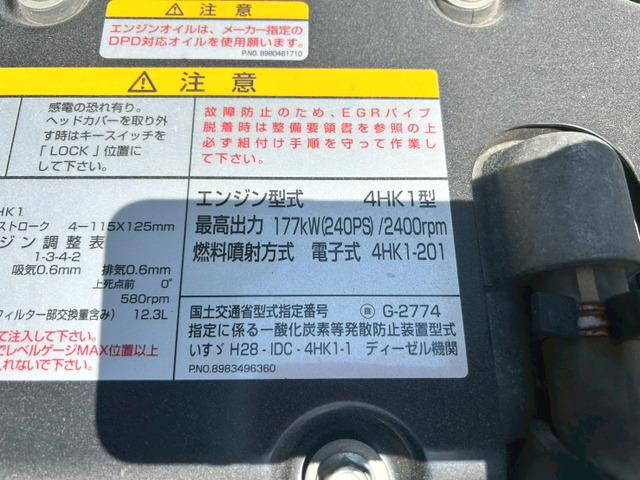 注意
エンジンオイルは、メーカー指定の
DPD対応オイルを使用願います。
P.NO. 8980481710
注意
感電の恐れ有り。
ヘッドカバーを取り外
す時はキースイッチを
「LOCK」位置に
して下さい。
故障防止のため、EGRパイプ
脱着時は整備要領書を参照の上
必ず組付け手順を守って作業し
て下さい。
HK1
ストローク 4-115X125mm
ジン調整表
1-3-4-2
吸気0.6mm 排気0.6mm
上死点前 0°
580rpm
フィルター部交換量含み) 12.3L
て注入して下さい。
でレベルゲージMAX位置以上
れないで下さい。
エンジン型式 4HK1型
最高出力 177kW(240PS)/2400rpm
燃料噴射方式 電子式 4HK1-201
国土交通省型式指定番号 自 G-2774
指定に係る一酸化炭素等発散防止装置型式
いすゞ H28-IDC-4HK1-1 ディーゼル機関
P.NO.8983496360